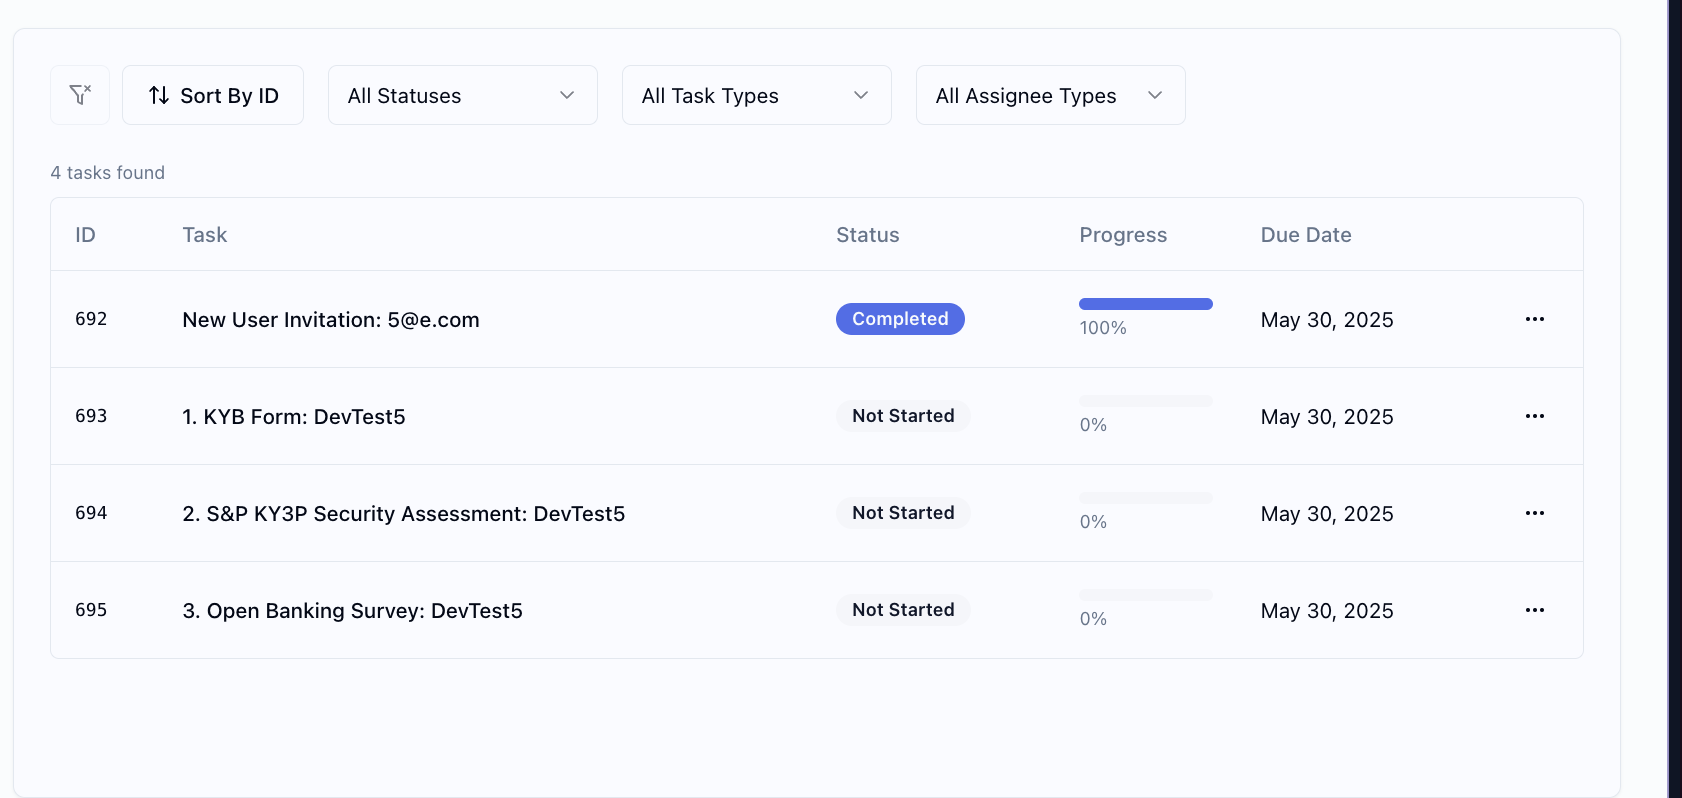 Sort By ID All Statuses All Task Types All Assignee Types
4 tasks found
ID Task Status Progress Due Date
692 New User Invitation: 5@e.com Completed 100% May 30, 2025
693 1. KYB Form: DevTest5 Not Started 0% May 30, 2025
694 2. S&P KY3P Security Assessment: DevTest5 Not Started 0% May 30, 2025
695 3. Open Banking Survey: DevTest5 Not Started 0% May 30, 2025